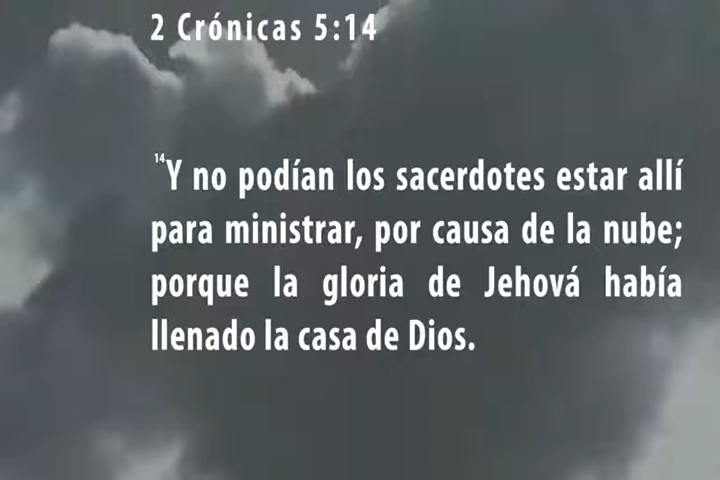 2 Crónicas 5:14
14Y no podían los sacerdotes estar allí
para ministrar, por causa de la nube;
porque la gloria de Jehová había
llenado la casa de Dios.